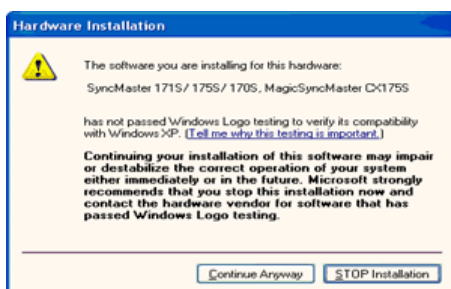 Hardware Installation
The software you are installing for this hardware:
SyncMaster 171S/ 175S/ 170S, MagicSyncMaster CX175S
has not passed Windows Logo testing to verify its compatibility
with Windows XP. (Tell me why this testing is important.)
Continuing your installation of this software may impair
or destabilize the correct operation of your system
either immediately or in the future. Microsoft strongly
recommends that you stop this installation now and
contact the hardware vendor for software that has
passed Windows Logo testing.
Continue Anyway
STOP Installation